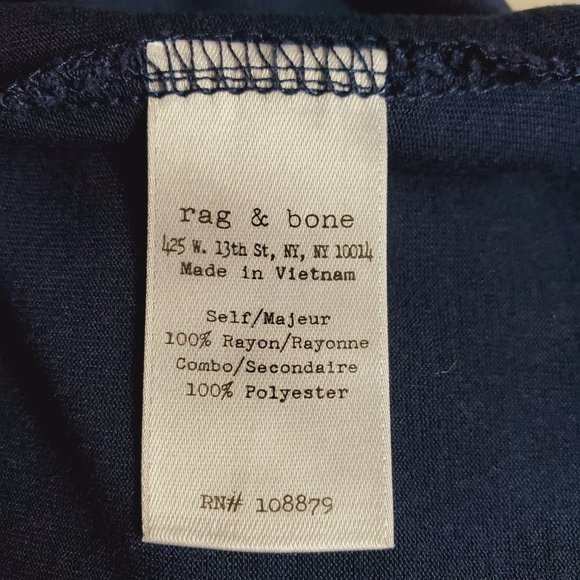 rag & bone
425 W. 13th St, NY, NY 10014
Made in Vietnam
Self/Majeur
100% Rayon/Rayonne
Combo/Secondaire
100% Polyester
RN# 108879